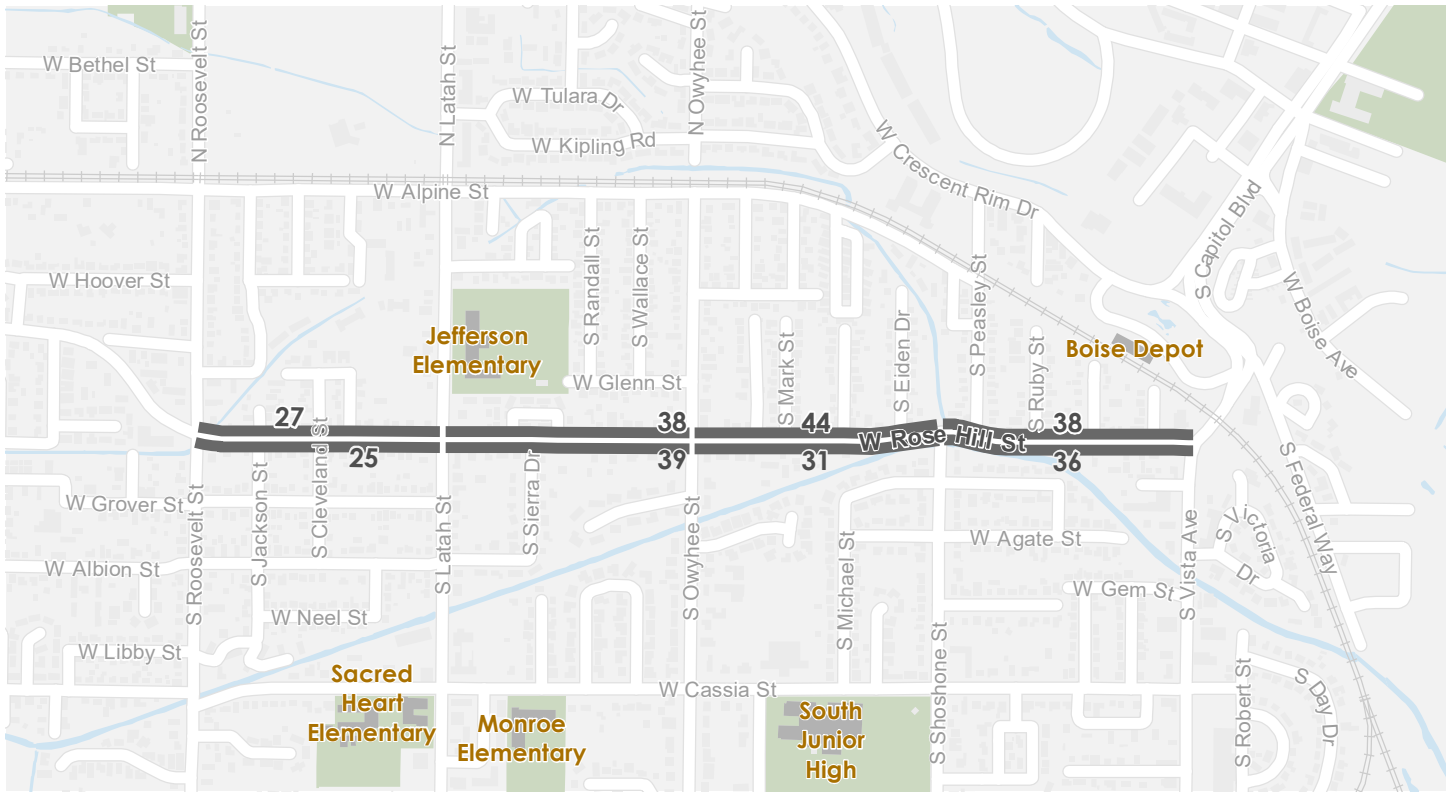 N Roosevelt St
W Bethel St
N Latah St
N Owyhee St
W Tulara Dr
W Kipling Rd
W Crescent Rim Dr
W Alpine St
S Capitol Blvd
W Hoover St
S Randall St
S Wallace St
S Peasley St
W Boise Ave
Jefferson
Elementary
S Mark St
S Eiden Dr
S Ruby St
Boise Depot
W Glenn St
27
38
44
38
W Rose Hill St
25
39
31
36
S Cleveland St
S Jackson St
S Sierra Dr
S Federal Way
W Grover St
S Roosevelt St
S Latah St
S Owyhee St
S Michael St
W Agate St
S Vista Ave
S Victoria
Dr
W Albion St
W Gem St
W Neel St
W Libby St
S Shoshone St
Sacred
Heart
Elementary
W Cassia St
S Robert St
S Day Dr
Monroe
Elementary
South
Junior
High